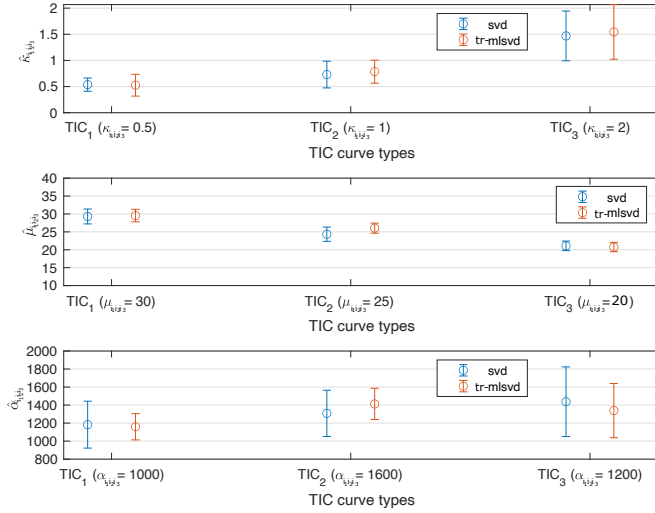 2
1.5
1
0.5
0
svd
tr-mlsvd
TIC1 (κ = 0.5)
TIC2 (κ = 1)
TIC3 (κ = 2)
TIC curve types
40
35
30
25
20
15
10
svd
tr-mlsvd
TIC1 (μ = 30)
TIC2 (μ = 25)
TIC3 (μ = 20)
TIC curve types
2000
1800
1600
1400
1200
1000
800
svd
tr-mlsvd
TIC1 (α = 1000)
TIC2 (α = 1600)
TIC3 (α = 1200)
TIC curve types